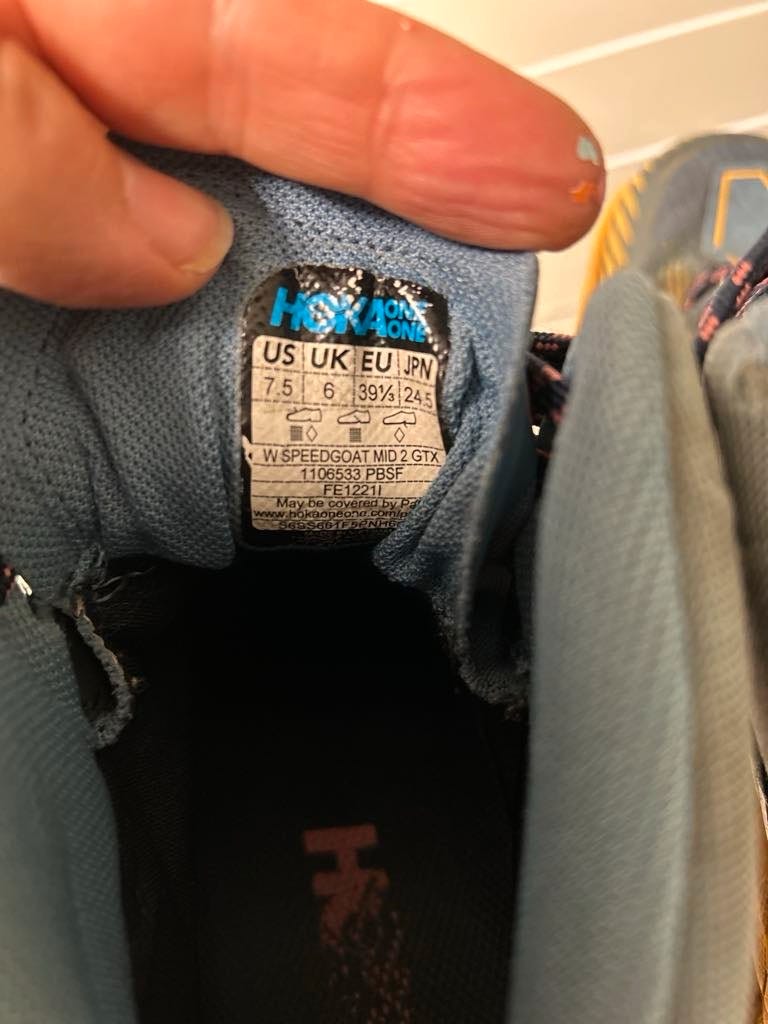 HOKA ONE ONE
US UK EU JPN
7.5 6 39⅓ 24.5
W SPEEDGOAT MID 2 GTX
1106533 PBSF
FE1221I
May be covered by
www.hokaoneone.com/
H